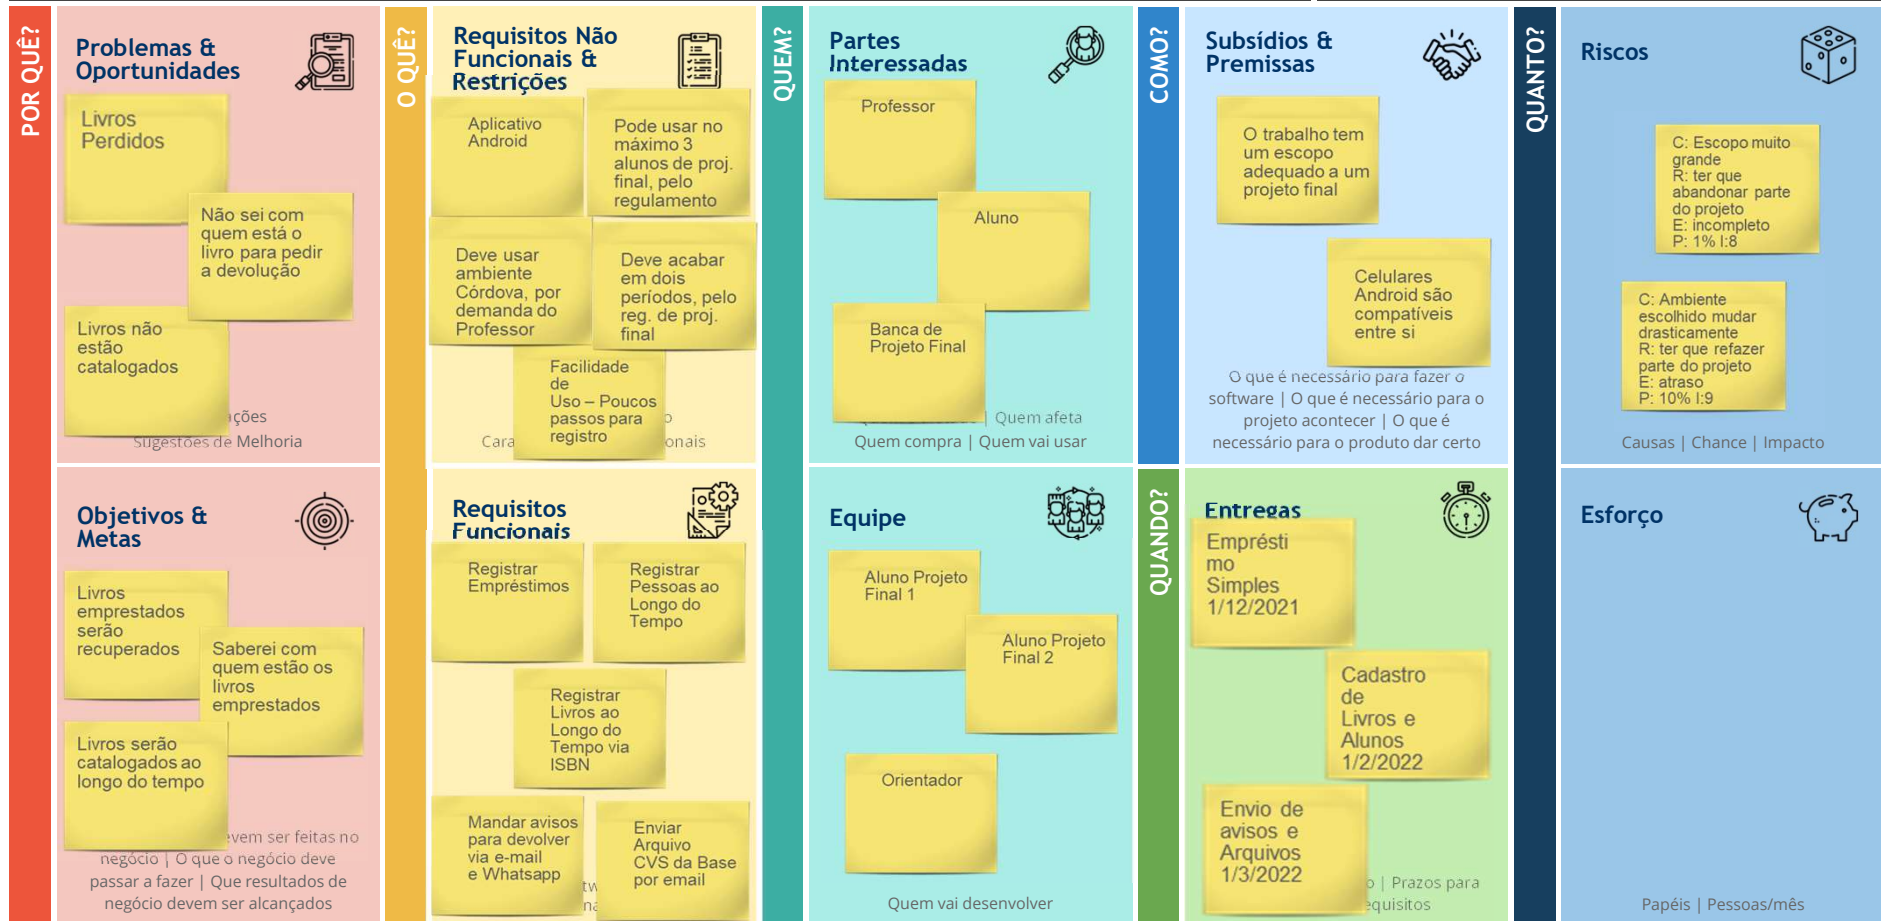 POR QUÊ?
Problemas &
Oportunidades
Livros
Perdidos
Não sei com
quem está o
livro para pedir
a devolução
Livros não
estão
catalogados
ções
Sugestões de Melhoria
Objetivos &
Metas
Livros
emprestados
serão
recuperados
Saberei com
quem estão os
livros
emprestados
Livros serão
catalogados ao
longo do tempo
evem ser feitas no
negócio | O que o negócio deve
passar a fazer | Que resultados de
negócio devem ser alcançados
O QUÊ?
Requisitos Não
Funcionais &
Restrições
Aplicativo
Android
Pode usar no
máximo 3
alunos de proj.
final, pelo
regulamento
Deve usar
ambiente
Córdova, por
demanda do
Professor
Deve acabar
em dois
períodos, pelo
reg. de proj.
final
Facilidade
de
Uso – Poucos
passos para
registro
o
Cara
onais
Requisitos
Funcionais
Registrar
Empréstimos
Registrar
Pessoas ao
Longo do
Tempo
Registrar
Livros ao
Longo do
Tempo via
ISBN
Mandar avisos
para devolver
via e-mail
e Whatsapp
Enviar
Arquivo
CVS da Base
por email
QUEM?
Partes
Interessadas
Professor
Aluno
Banca de
Projeto Final
| Quem afeta
Quem compra | Quem vai usar
Equipe
Aluno Projeto
Final 1
Aluno Projeto
Final 2
Orientador
Quem vai desenvolver
COMO?
Subsídios &
Premissas
O trabalho tem
um escopo
adequado a um
projeto final
Celulares
Android são
compatíveis
entre si
O que é necessário para fazer o
software | O que é necessário para o
projeto acontecer | O que é
necessário para o produto dar certo
QUANDO?
Entregas
Emprésti
mo
Simples
1/12/2021
Cadastro
de
Livros e
Alunos
1/2/2022
Envio de
avisos e
Arquivos
1/3/2022
o | Prazos para
equisitos
QUANTO?
Riscos
C: Escopo muito
grande
R: ter que
abandonar parte
do projeto
E: incompleto
P: 1% I:8
C: Ambiente
escolhido mudar
drasticamente
R: ter que refazer
parte do projeto
E: atraso
P: 10% I:9
Causas | Chance | Impacto
Esforço
Papéis | Pessoas/mês